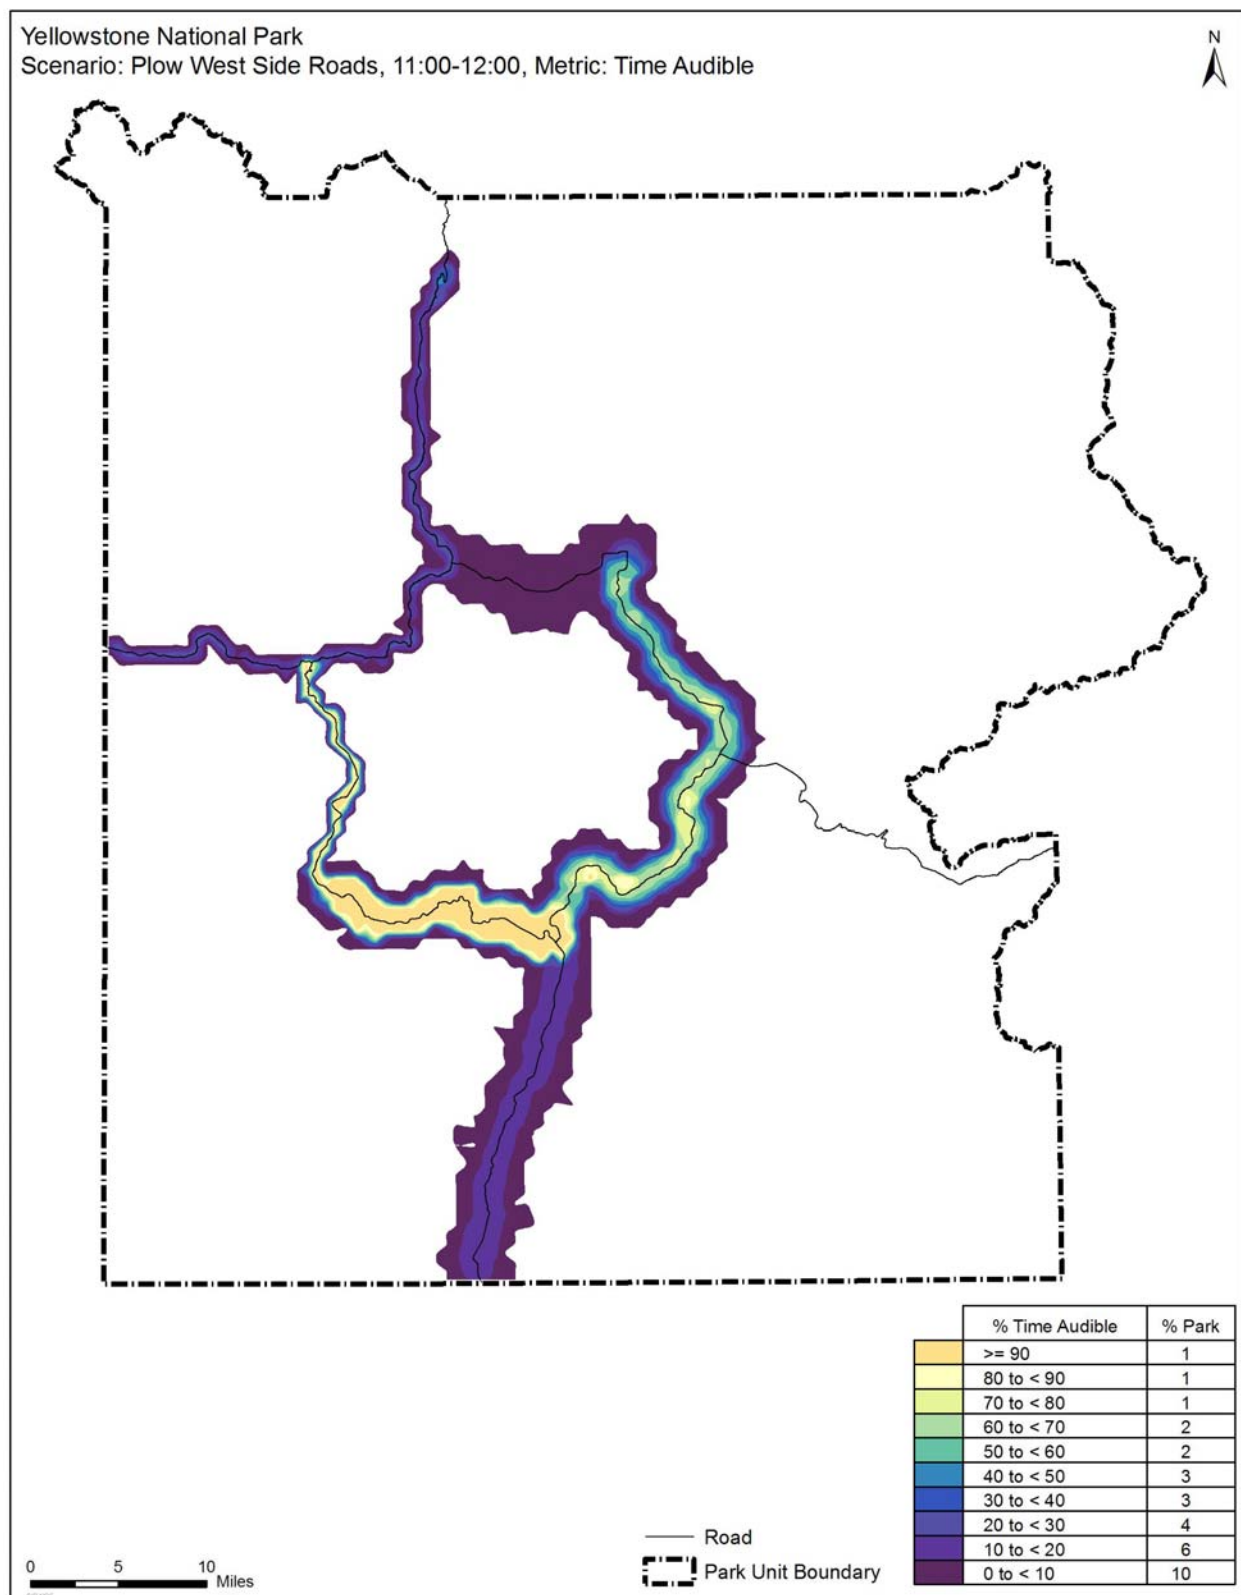 Yellowstone National Park
Scenario: Plow West Side Roads, 11:00-12:00, Metric: Time Audible
N
% Time Audible % Park
>= 90 1
80 to < 90 1
70 to < 80 1
60 to < 70 2
50 to < 60 2
40 to < 50 3
30 to < 40 3
20 to < 30 4
10 to < 20 6
0 to < 10 10
Road
Park Unit Boundary
0 5 10
Miles